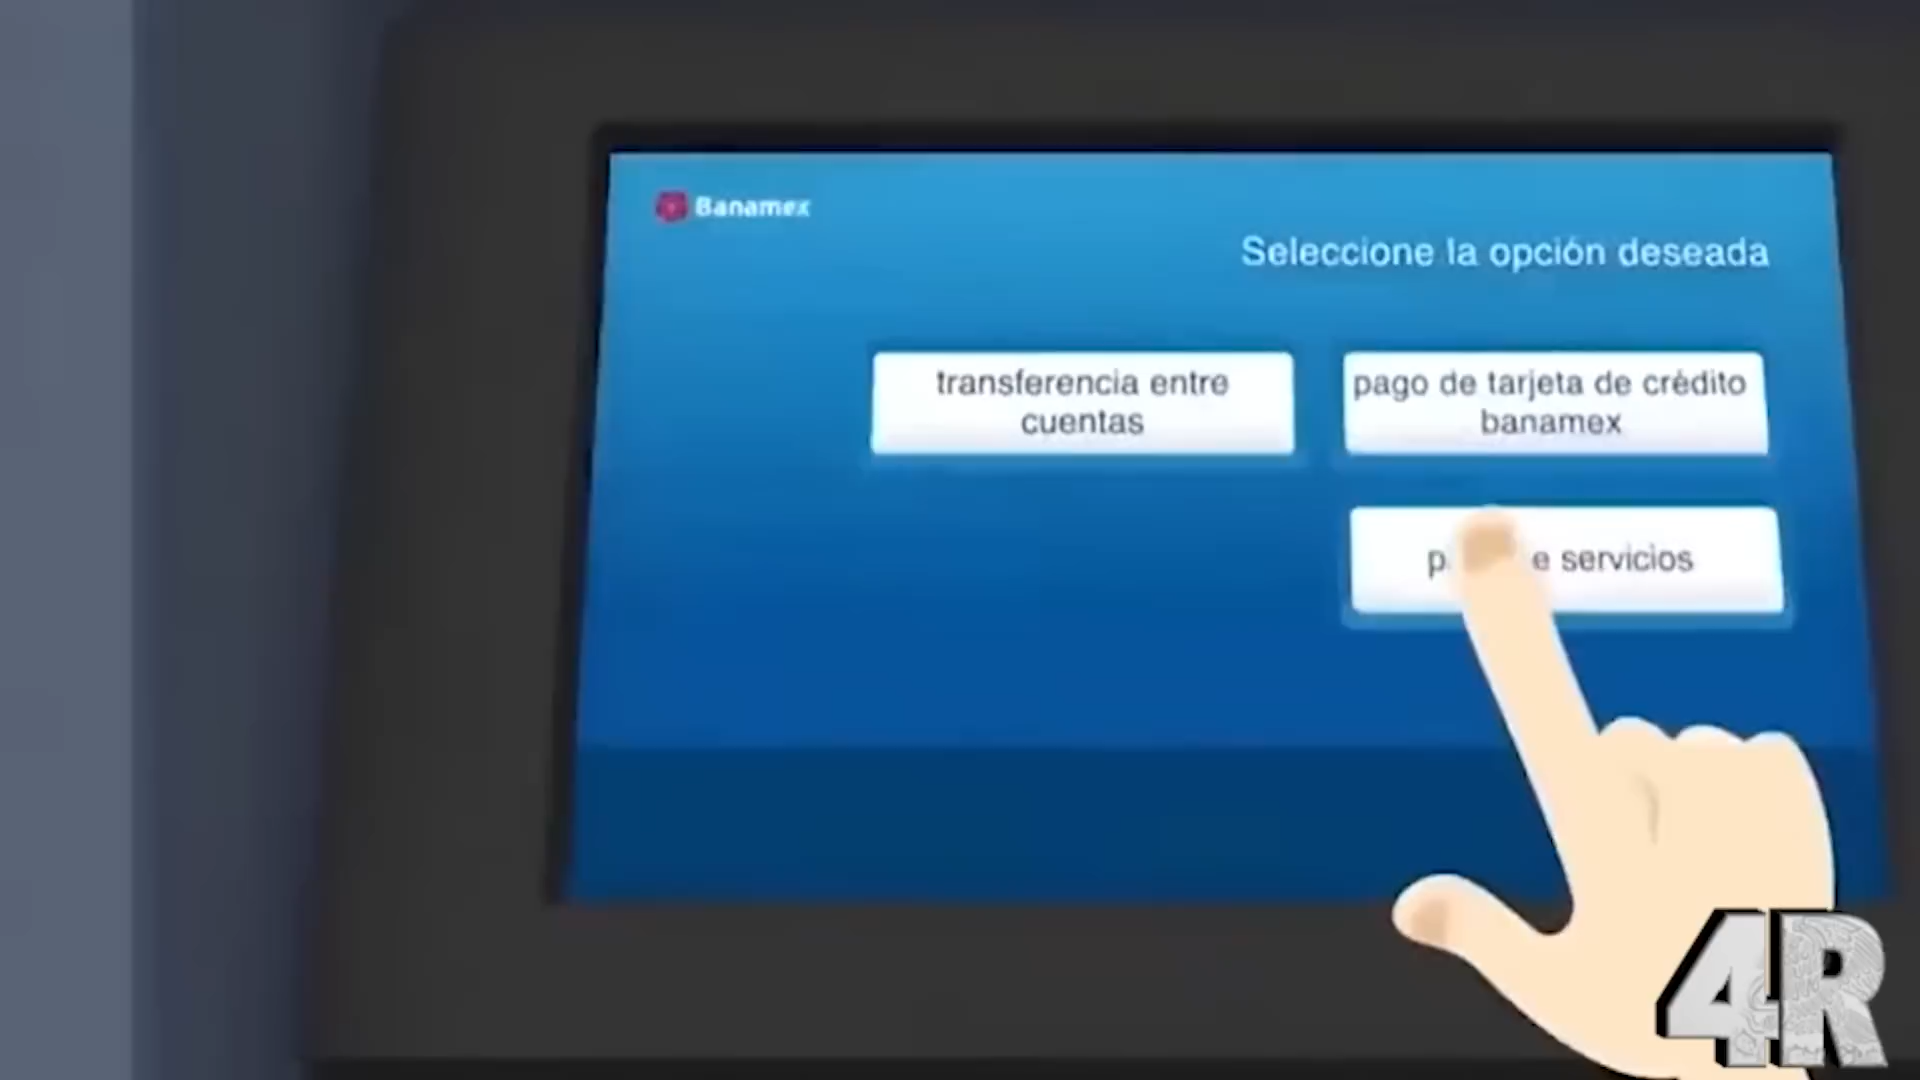 Banamex
Seleccione la opción deseada
transferencia entre
cuentas
pago de tarjeta de crédito
banamex
servicios
4R